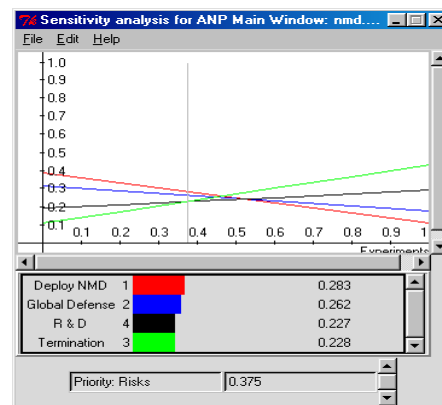 7% Sensitivity analysis for ANP Main Window: nmd....
File Edit Help
1.0
0.9
0.8
0.7
0.6
0.5
0.4
0.3
0.2
0.1
0.1 0.2 0.3 0.4 0.5 0.6 0.7 0.8 0.9 1
Experiments
Deploy NMD 1 0.283
Global Defense 2 0.262
R & D 4 0.227
Termination 3 0.228
Priority: Risks 0.375